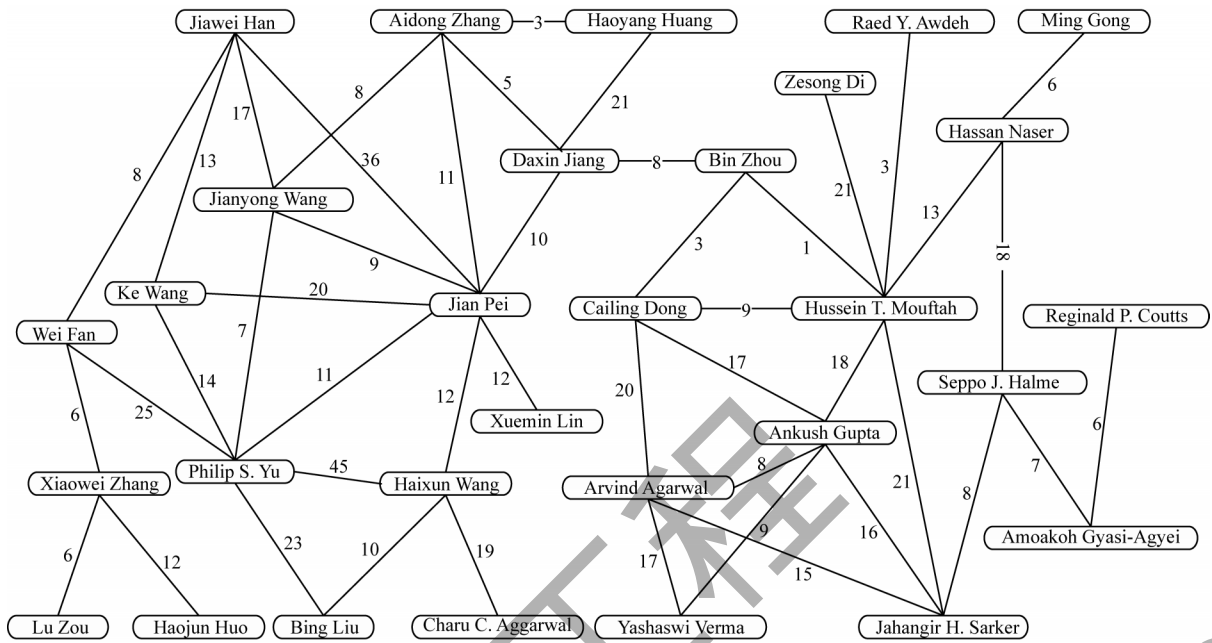 Jiawei Han
Aidong Zhang
3
Haoyang Huang
Raed Y. Awdeh
Ming Gong
Zesong Di
6
8
5
21
17
Hassan Naser
36
13
Daxin Jiang
8
Bin Zhou
3
8
11
21
Jianyong Wang
13
10
3
1
18
9
Ke Wang
20
Jian Pei
Cailing Dong
9
Hussein T. Mouftah
Reginald P. Coutts
Wei Fan
7
17
18
11
12
Seppo J. Halme
14
12
20
6
25
Xuemin Lin
6
Ankush Gupta
Philip S. Yu
45
8
7
Xiaowei Zhang
Haixun Wang
Arvind Agarwal
21
8
9
16
Amoakoh Gyasi-Agyei
23
10
19
6
12
17
15
Lu Zou
Haojun Huo
Bing Liu
Charu C. Aggarwal
Yashaswi Verma
Jahangir H. Sarker
工程